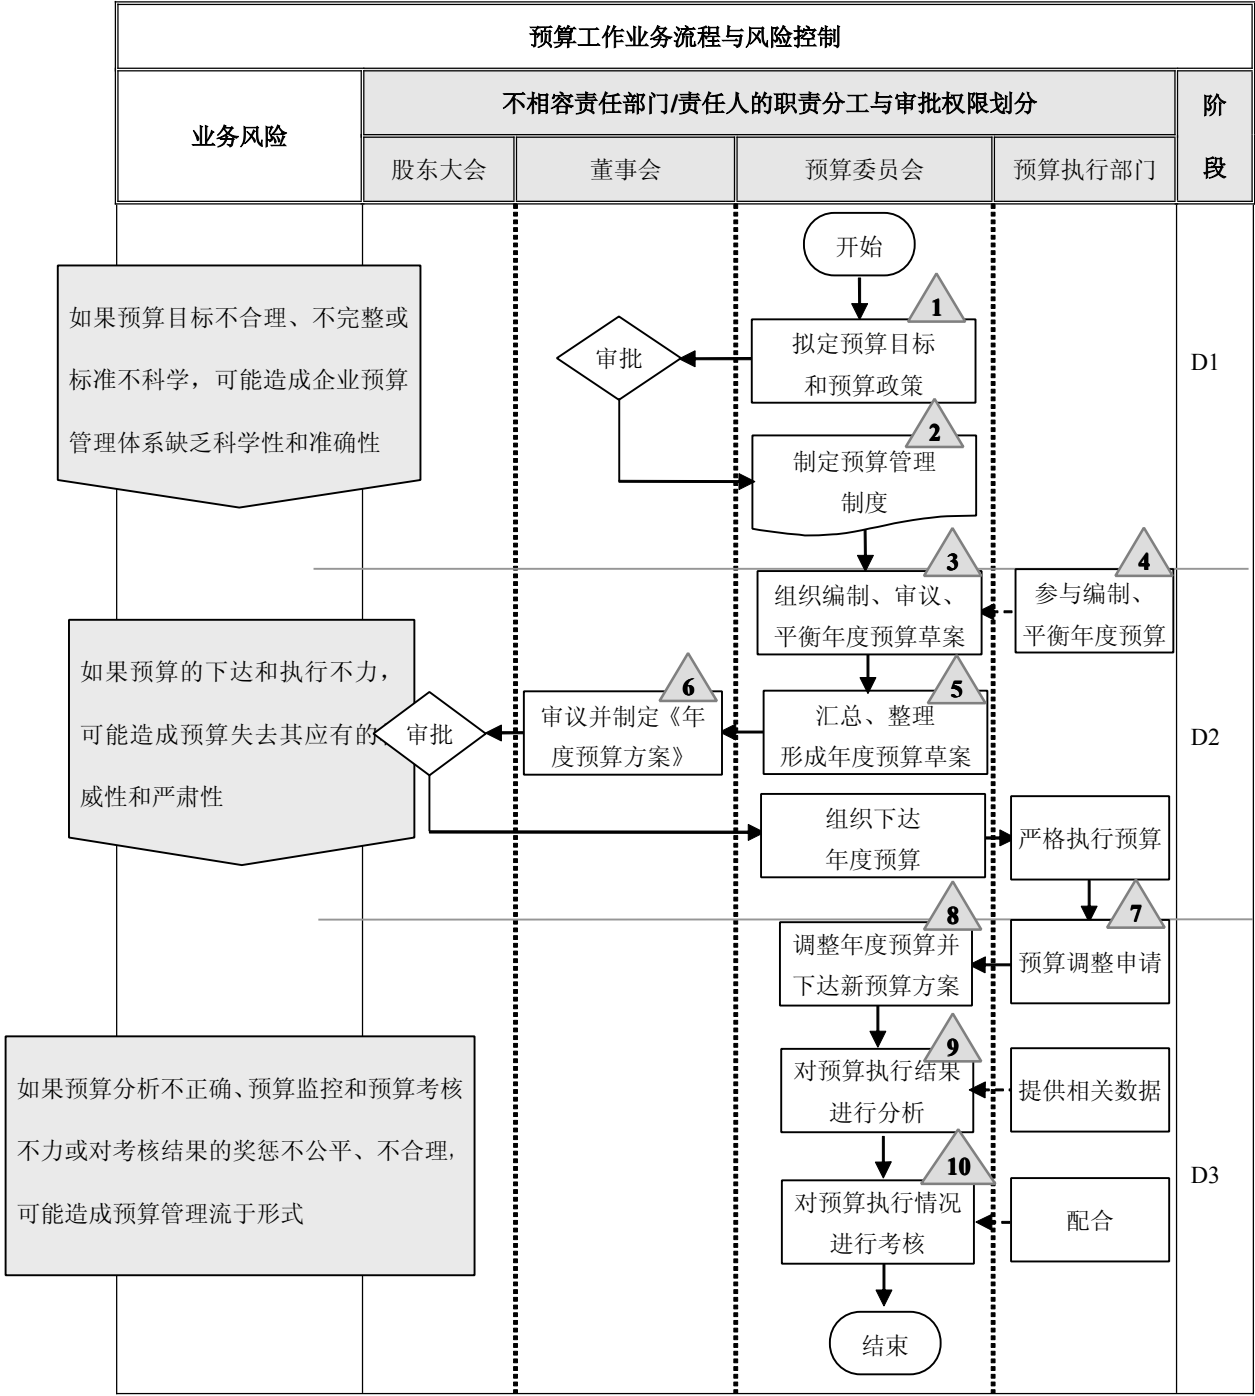 预算工作业务流程与风险控制
业务风险
不相容责任部门/责任人的职责分工与审批权限划分
阶
段
股东大会
董事会
预算委员会
预算执行部门
开始
如果预算目标不合理、不完整或
标准不科学，可能造成企业预算
管理体系缺乏科学性和准确性
1
拟定预算目标
和预算政策
审批
D1
2
制定预算管理
制度
3
组织编制、审议、
平衡年度预算草案
4
参与编制、
平衡年度预算
如果预算的下达和执行不力，
可能造成预算失去其应有的
威性和严肃性
5
汇总、整理
形成年度预算草案
6
审议并制定《年
度预算方案》
审批
D2
组织下达
年度预算
严格执行预算
7
预算调整申请
8
调整年度预算并
下达新预算方案
如果预算分析不正确、预算监控和预算考核
不力或对考核结果的奖惩不公平、不合理，
可能造成预算管理流于形式
9
对预算执行结果
进行分析
提供相关数据
D3
10
对预算执行情况
进行考核
配合
结束